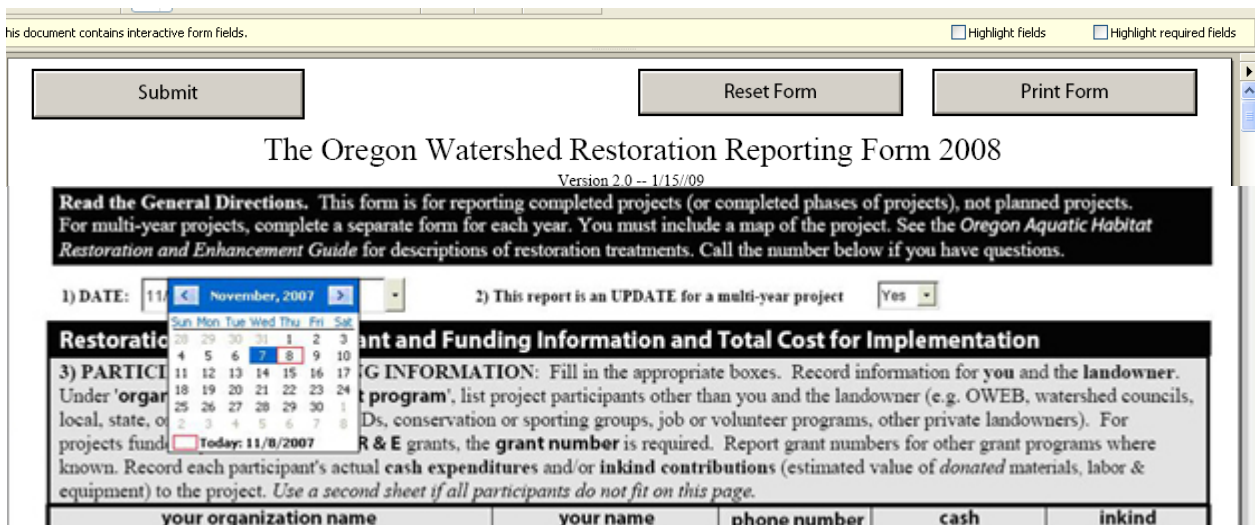 his document contains interactive form fields. Highlight fields Highlight required fields
Submit Reset Form Print Form
The Oregon Watershed Restoration Reporting Form 2008
Version 2.0 -- 1/15//09
Read the General Directions. This form is for reporting completed projects (or completed phases of projects), not planned projects.
For multi-year projects, complete a separate form for each year. You must include a map of the project. See the Oregon Aquatic Habitat
Restoration and Enhancement Guide for descriptions of restoration treatments. Call the number below if you have questions.
1) DATE: 11/ 2) This report is an UPDATE for a multi-year project Yes
November, 2007
Sun Mon Tue Wed Thu Fri Sat
28 29 30 31 1 2 3
4 5 6 7 8 9 10
11 12 13 14 15 16 17
18 19 20 21 22 23 24
25 26 27 28 29 30 1
2 3 4 5 6 7 8
Today: 11/8/2007
Restoratio ant and Funding Information and Total Cost for Implementation
3) PARTICI G INFORMATION: Fill in the appropriate boxes. Record information for you and the landowner.
Under 'organ t program', list project participants other than you and the landowner (e.g. OWEB, watershed councils,
local, state, o Ds, conservation or sporting groups, job or volunteer programs, other private landowners). For
projects funde R & E grants, the grant number is required. Report grant numbers for other grant programs where
known. Record each participant's actual cash expenditures and/or inkind contributions (estimated value of donated materials, labor &
equipment) to the project. Use a second sheet if all participants do not fit on this page.
your organization name your name phone number cash inkind